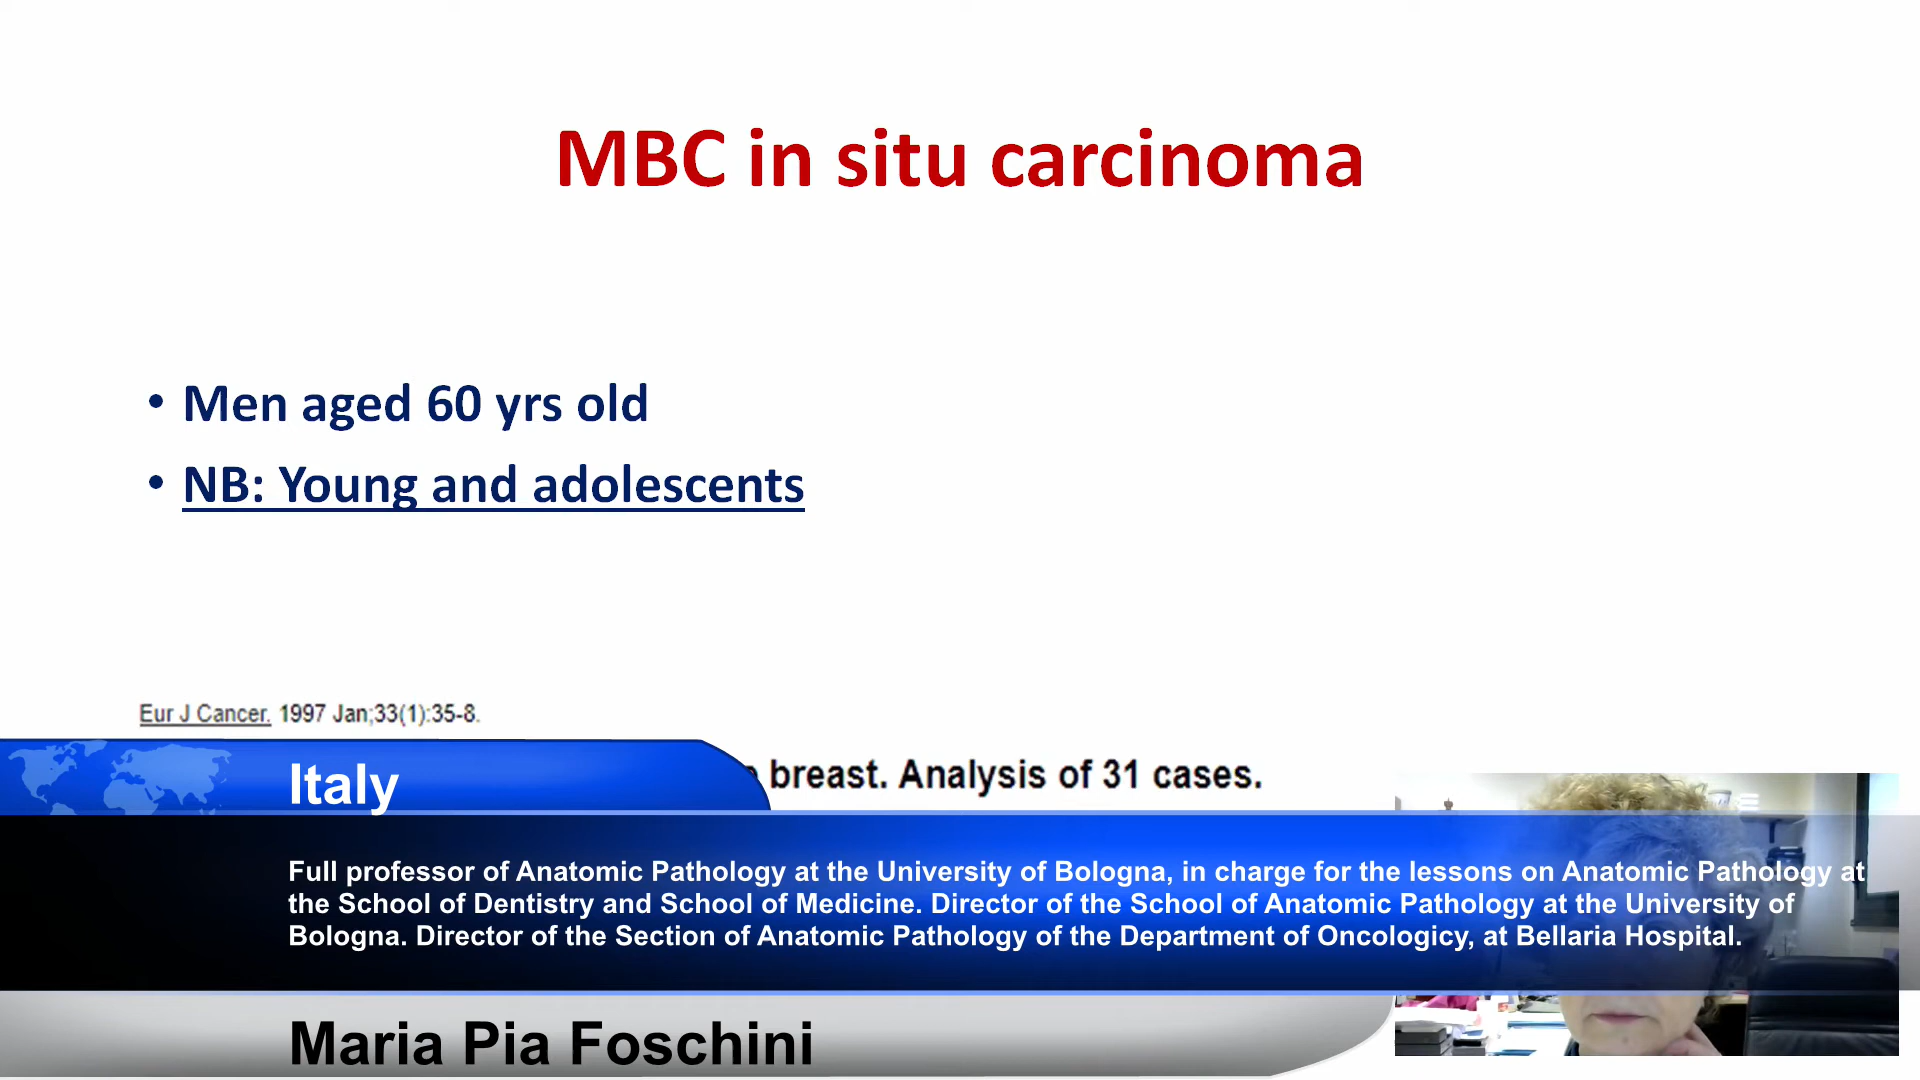 MBC in situ carcinoma
• Men aged 60 yrs old
• NB: Young and adolescents
Eur J Cancer. 1997 Jan;33(1):35-8.
breast. Analysis of 31 cases.
Italy
Full professor of Anatomic Pathology at the University of Bologna, in charge for the lessons on Anatomic Pathology at
the School of Dentistry and School of Medicine. Director of the School of Anatomic Pathology at the University of
Bologna. Director of the Section of Anatomic Pathology of the Department of Oncologicy, at Bellaria Hospital.
Maria Pia Foschini